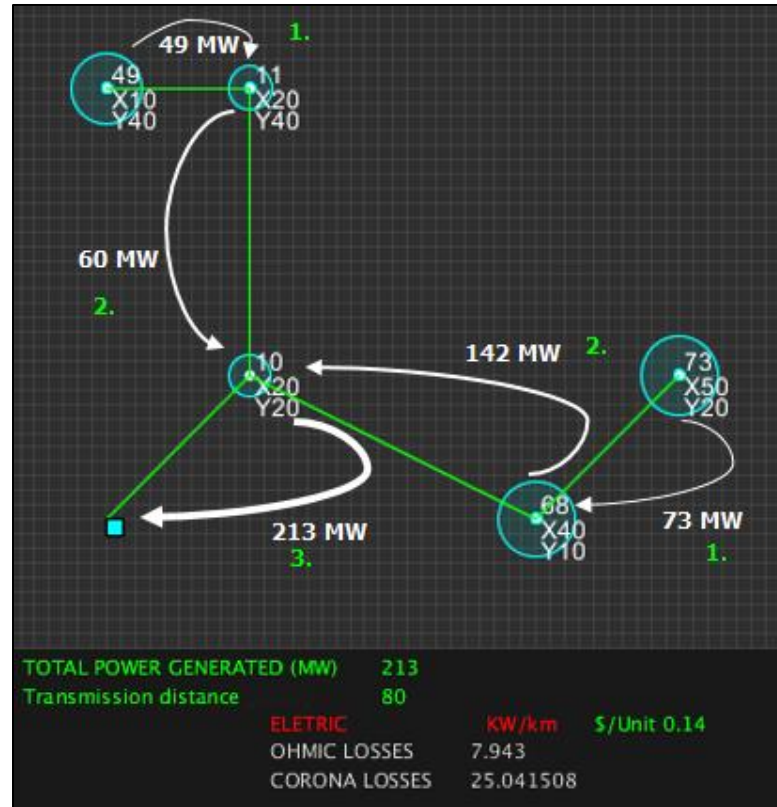 49 MW
1.
49
X10
Y40
11
X20
Y40
60 MW
2.
142 MW
2.
10
X20
Y20
73
X50
Y20
68
X40
Y10
213 MW
3.
73 MW
1.
TOTAL POWER GENERATED (MW) 213
Transmission distance 80
ELETRIC KW/km $/Unit 0.14
OHMIC LOSSES 7.943
CORONA LOSSES 25.041508